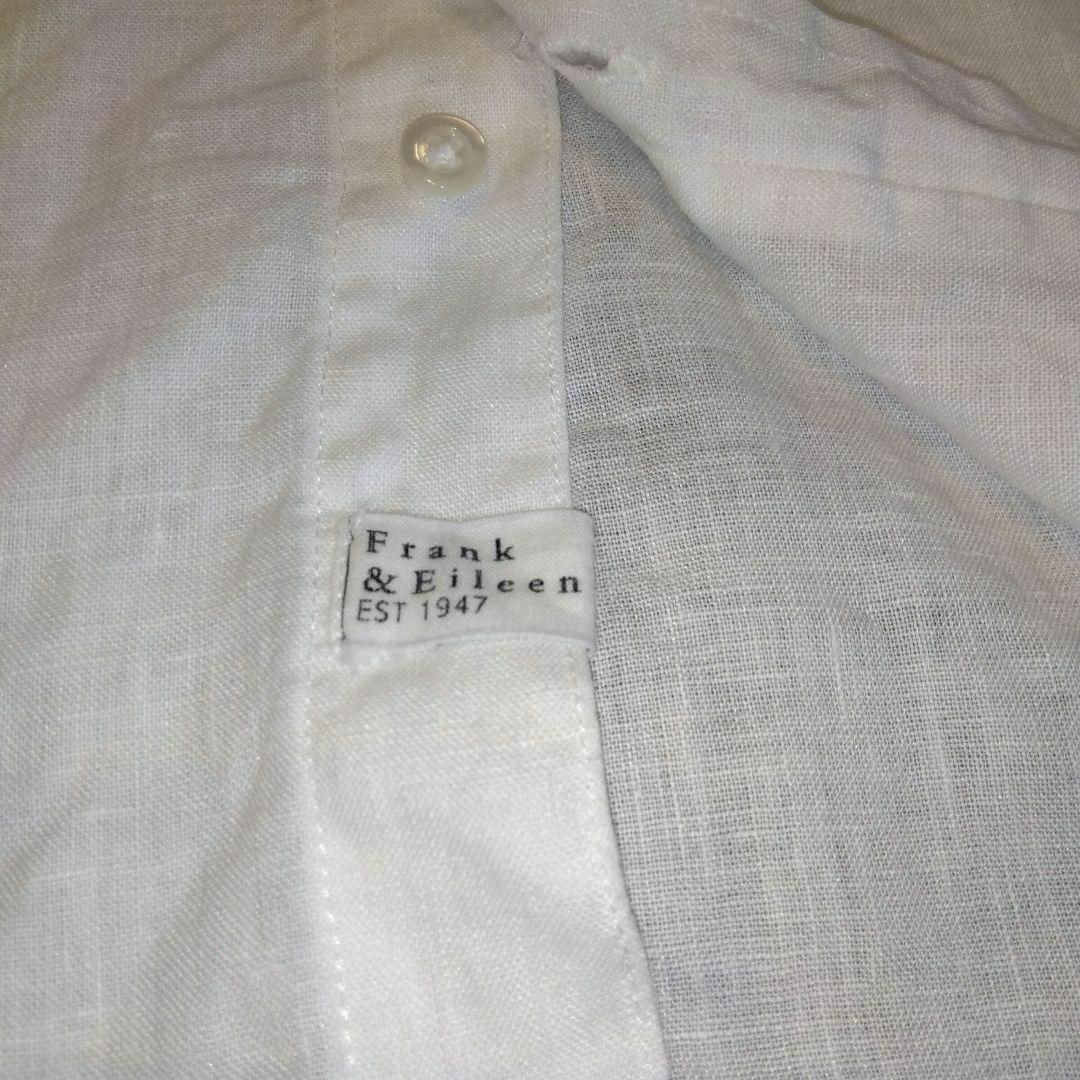 Frank
& Eileen
EST 1947